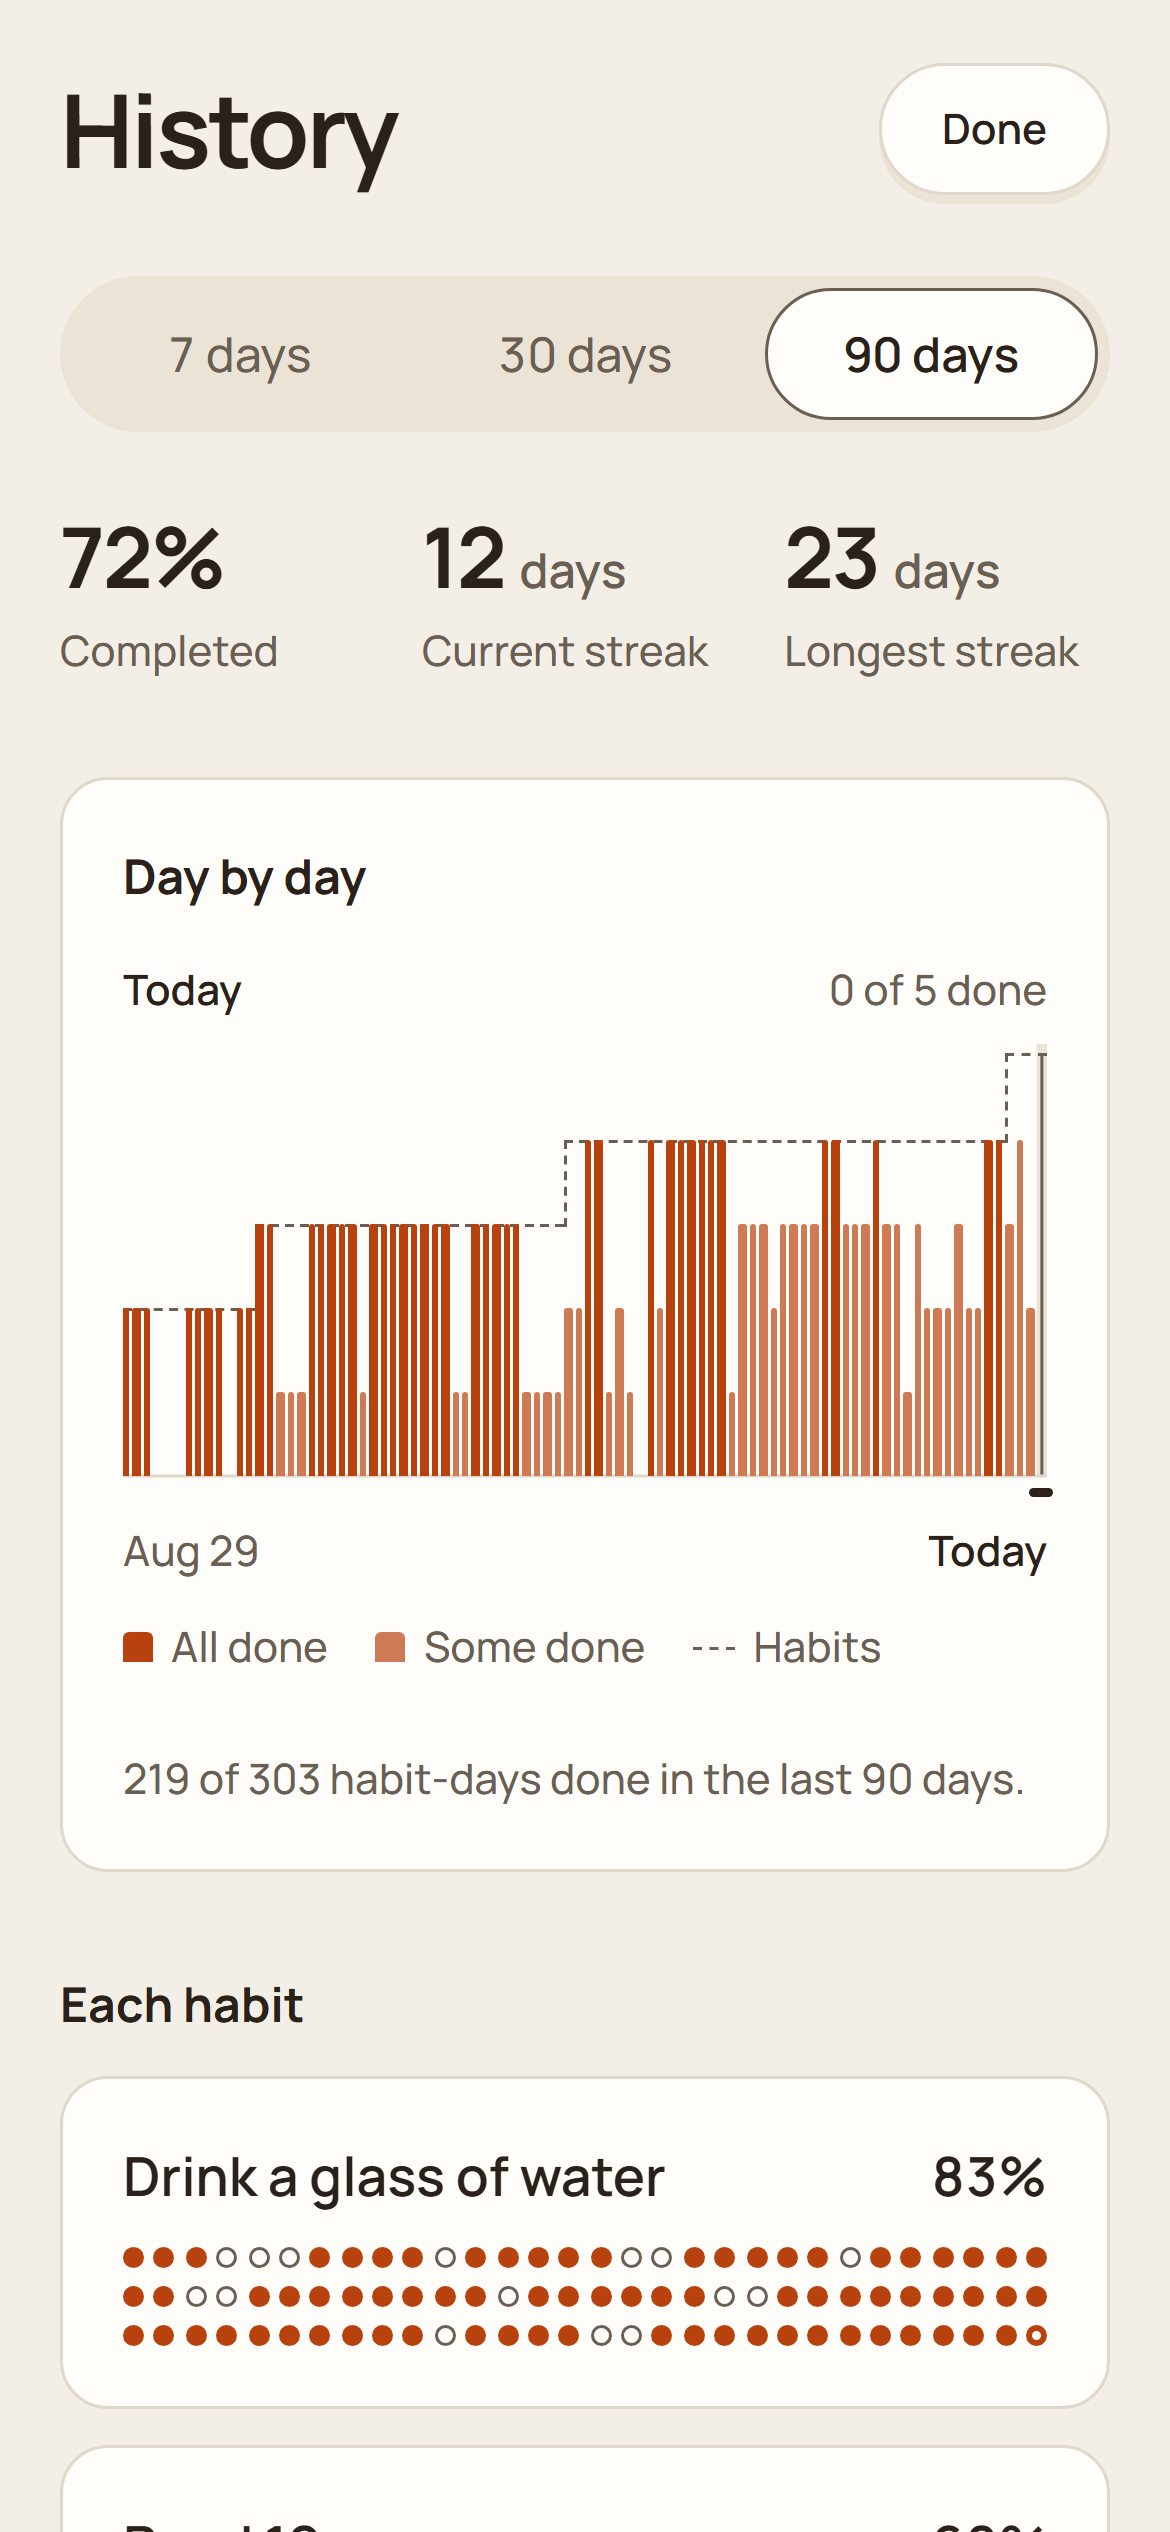 History
Done
7 days
30 days
90 days
72%
12 days
23 days
Completed
Current streak
Longest streak
Day by day
Today
0 of 5 done
Aug 29
Today
All done
Some done
Habits
219 of 303 habit-days done in the last 90 days.
Each habit
Drink a glass of water
83%